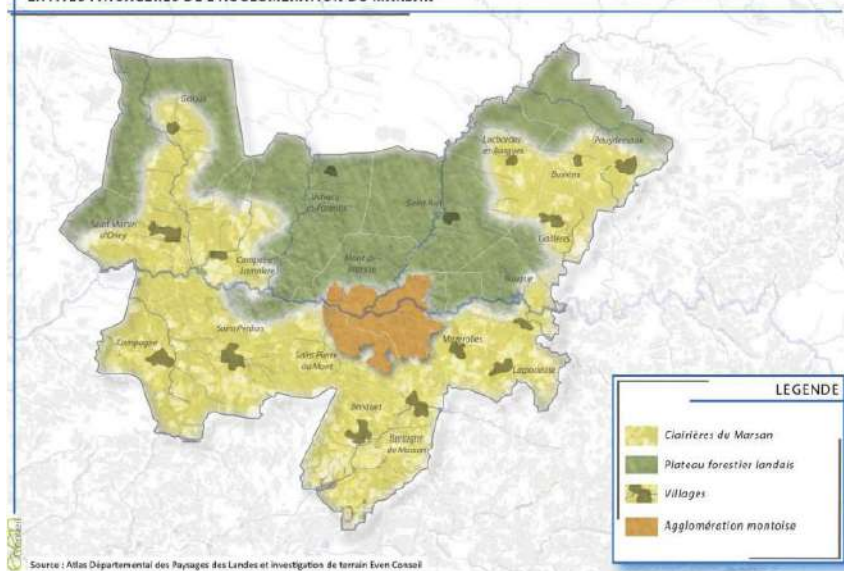 Geloux
Lucbardez
et-Bargues
Pouydesseaux
Bostens
Saint-Martin
d'Oney
Campet-et
Lamolère
Uchacq
et-Parentis
Saint-Avit
Gaillères
Mont-de
Marsan
Bougue
Campagne
Saint-Perdon
Saint-Pierre
du Mont
Mazerolles
Laglorieuse
Benquet
Bretagne
de Marsan
LEGENDE
Clairières du Marsan
Plateau forestier landais
Villages
Agglomération montoise
Source : Atlas Départemental des Paysages des Landes et investigation de terrain Even Conseil